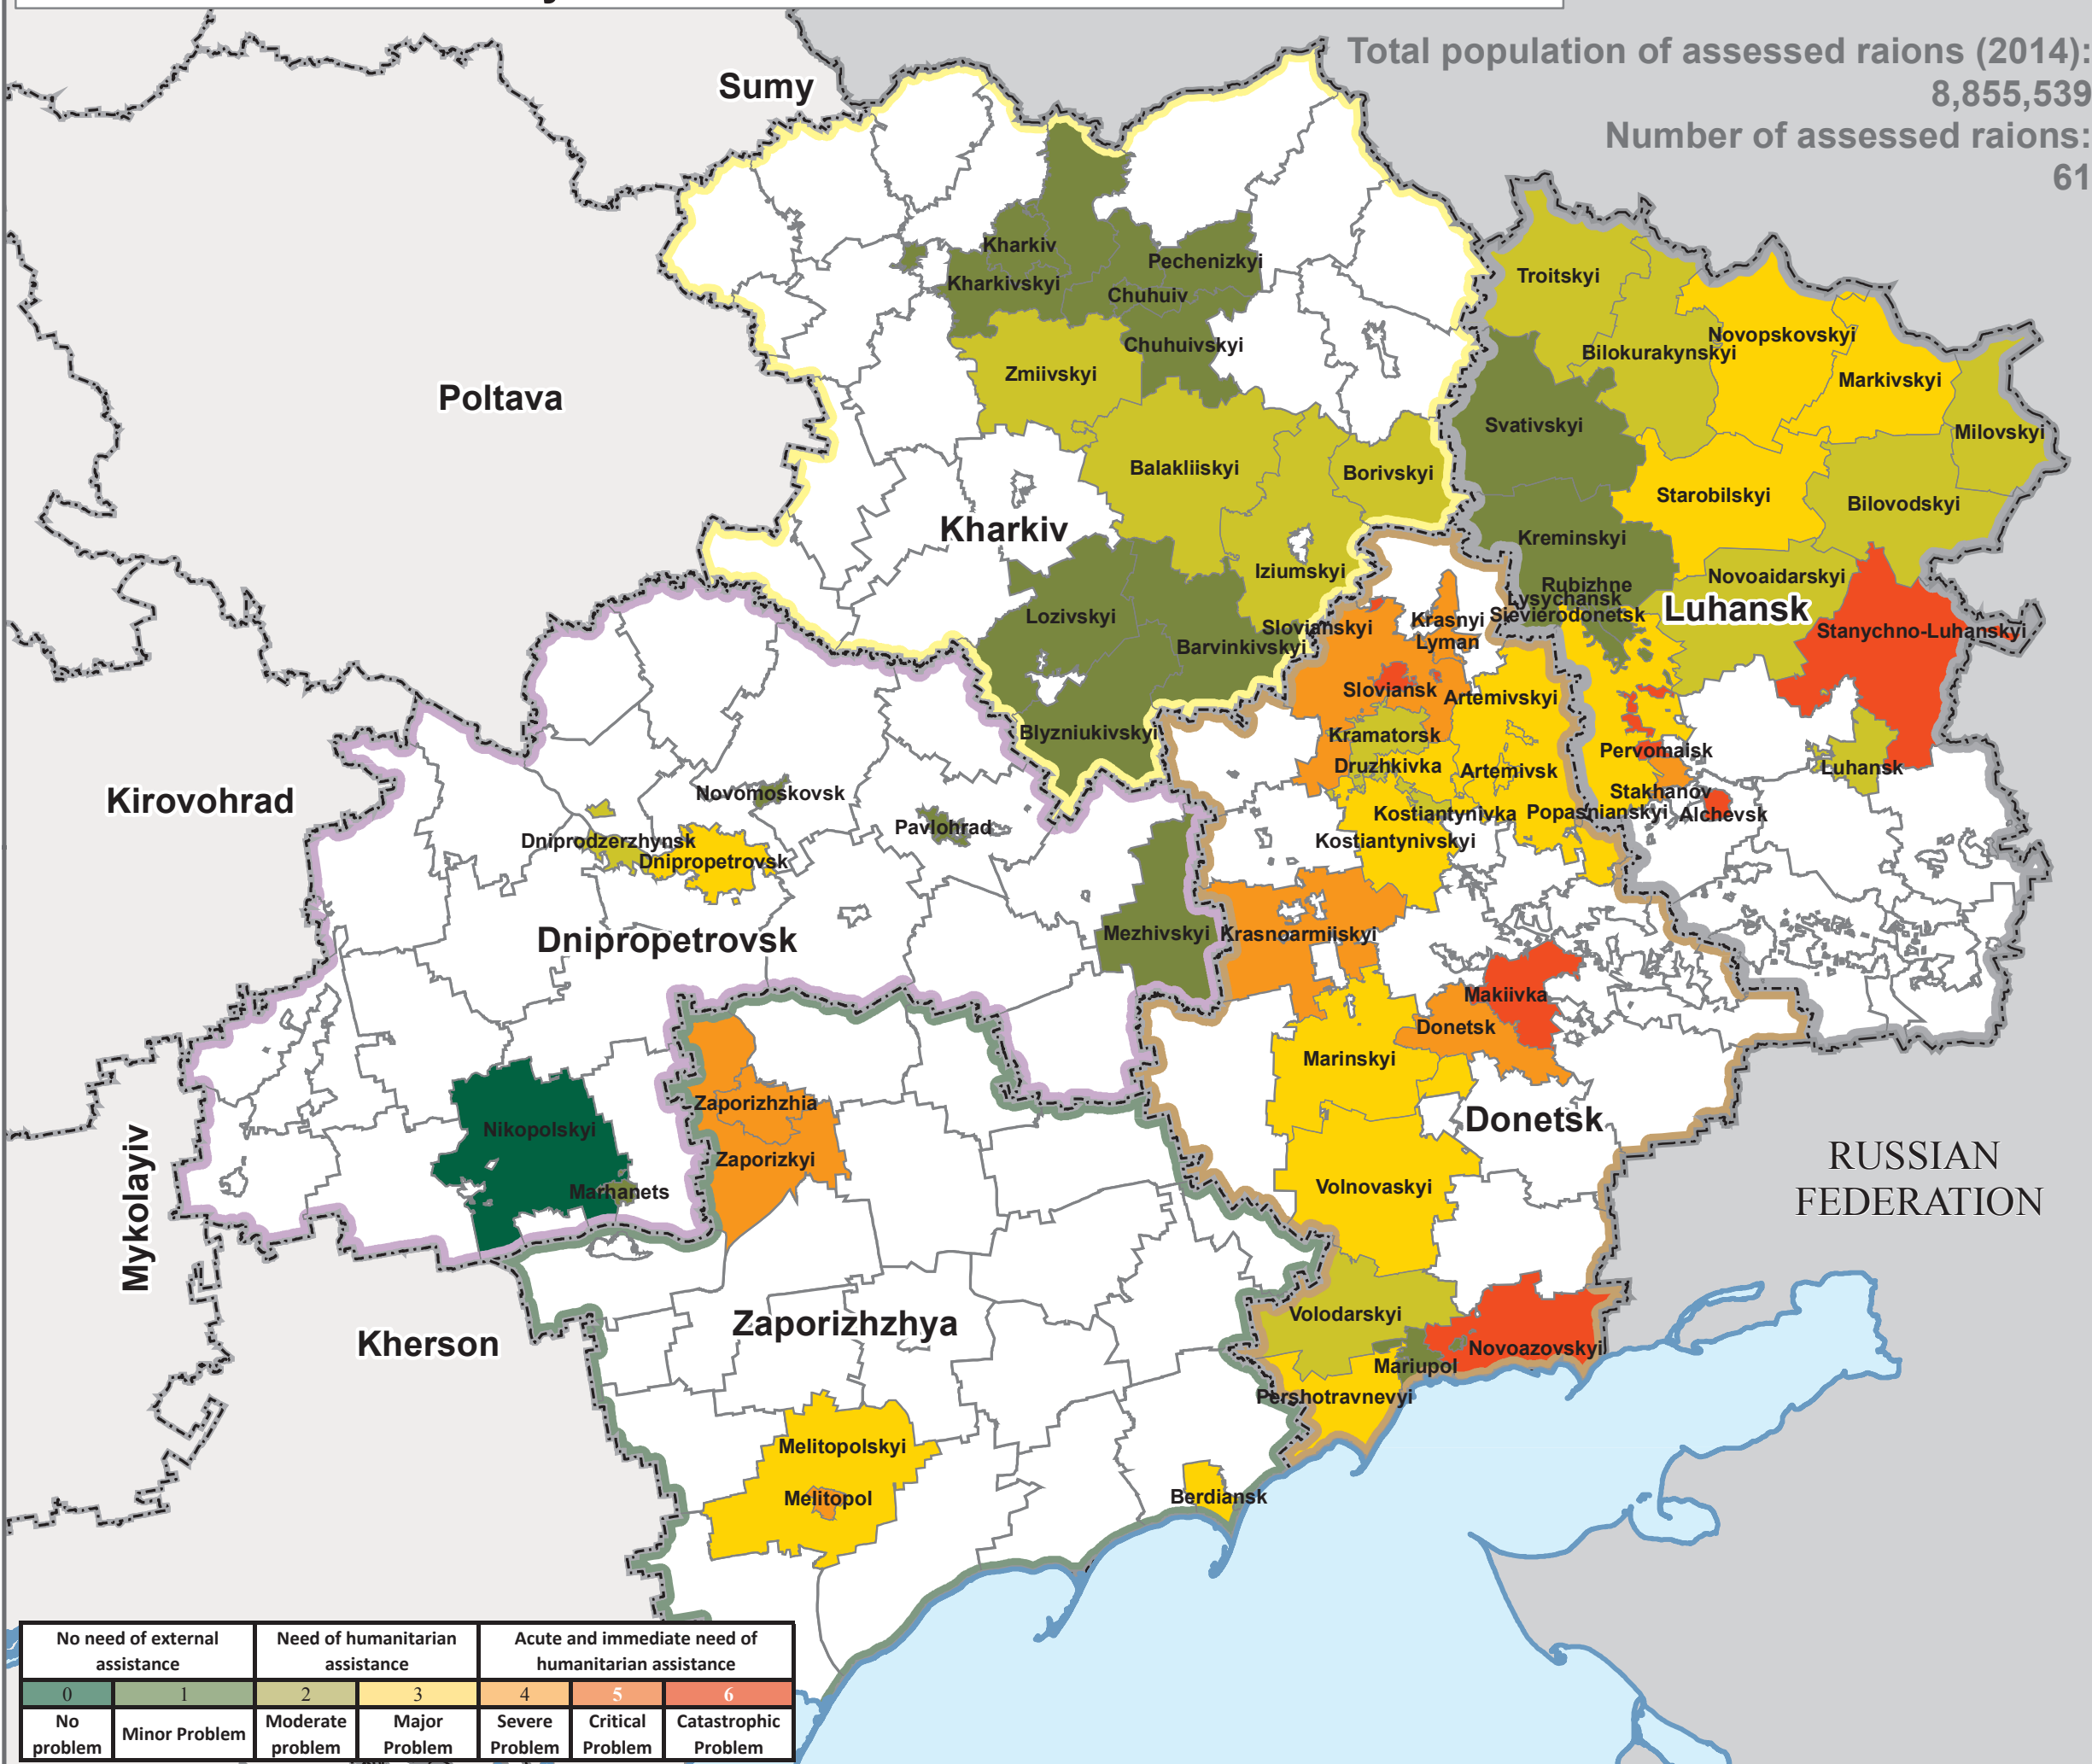 Total population of assessed raions (2014):
8,855,539
Number of assessed raions:
61
Sumy
Kharkiv
Pechenizkyi
Kharkivskyi
Chuhuiv
Chuhuivskyi
Zmiivskyi
Troitskyi
Bilokurakynskyi
Novopskovskyi
Markivskyi
Milovskyi
Poltava
Svativskyi
Balakliiskyi
Borivskyi
Starobilskyi
Bilovodskyi
Kharkiv
Kreminskyi
Iziumskyi
Rubizhne
Lysychansk
Sievierodonetsk
Novoaidarskyi
Luhansk
Lozivskyi
Barvinkivskyi
Slovianskyi
Krasnyi
Lyman
Stanychno-Luhanskyi
Sloviansk
Artemivskyi
Blyzniukivskyi
Kramatorsk
Druzhkivka
Artemivsk
Pervomaisk
Luhansk
Kirovohrad
Novomoskovsk
Pavlohrad
Stakhanov
Kostiantynivka
Popasnianskyi
Alchevsk
Dniprodzerzhynsk
Dnipropetrovsk
Kostiantynivskyi
Dnipropetrovsk
Mezhivskyi
Krasnoarmiiskyi
Makiivka
Donetsk
Marinskyi
Zaporizhzhia
Nikopolskyi
Donetsk
Zaporizkyi
Marhanets
Volnovaskyi
RUSSIAN
FEDERATION
Mykolayiv
Volodarskyi
Zaporizhzhya
Kherson
Novoazovskyi
Mariupol
Pershotravnevyi
Melitopolskyi
Melitopol
Berdiansk
No need of external
assistance
Need of humanitarian
assistance
Acute and immediate need of
humanitarian assistance
0 1 2 3 4 5 6
No
problem
Minor Problem
Moderate
problem
Major
Problem
Severe
Problem
Critical
Problem
Catastrophic
Problem